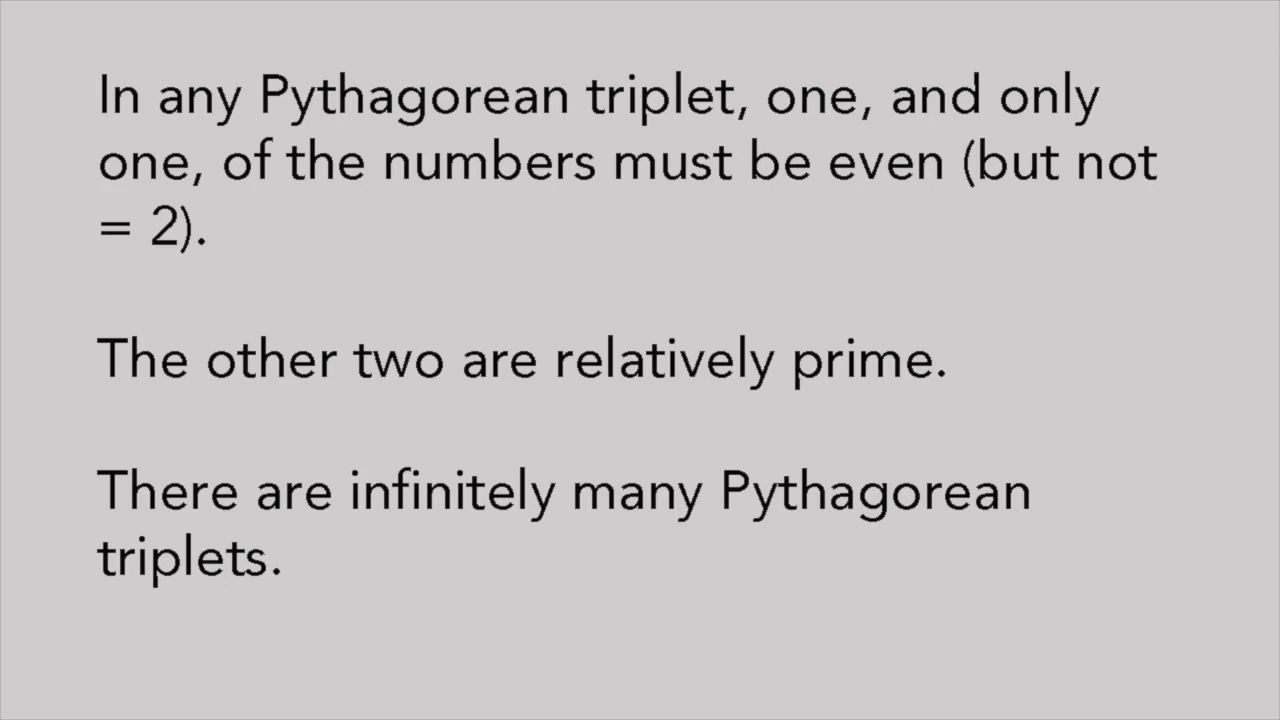 In any Pythagorean triplet, one, and only
one, of the numbers must be even (but not
= 2).
The other two are relatively prime.
There are infinitely many Pythagorean
triplets.